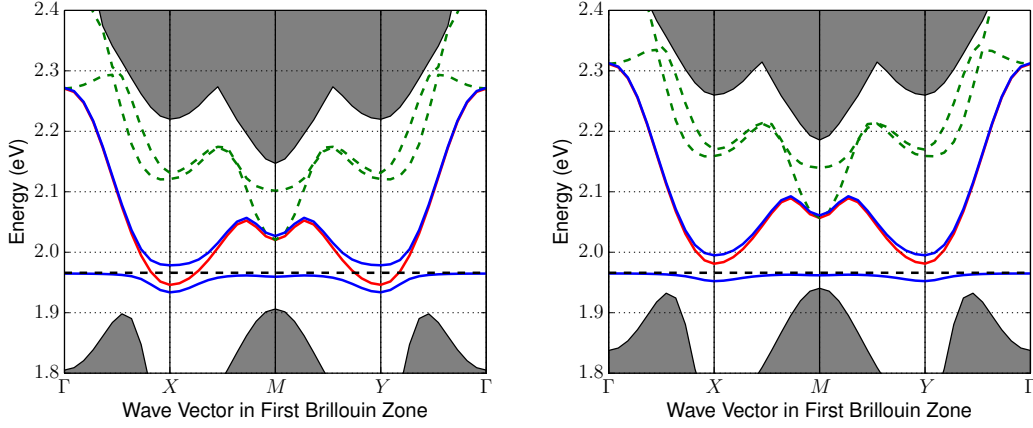 2.4
2.3
2.2
2.1
2.0
1.9
1.8
Energy (eV)
Γ X M Y Γ
Wave Vector in First Brillouin Zone
2.4
2.3
2.2
2.1
2.0
1.9
1.8
Energy (eV)
Γ X M Y Γ
Wave Vector in First Brillouin Zone